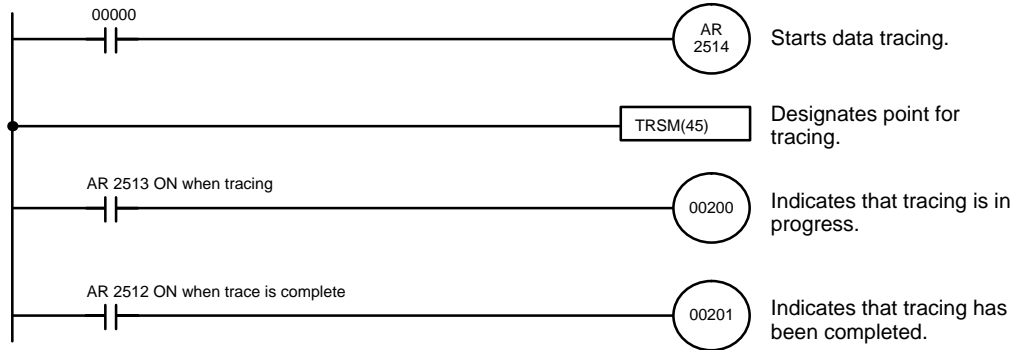 00000
AR
2514
Starts data tracing.
TRSM(45)
Designates point for
tracing.
AR 2513 ON when tracing
00200
Indicates that tracing is in
progress.
AR 2512 ON when trace is complete
00201
Indicates that tracing has
been completed.